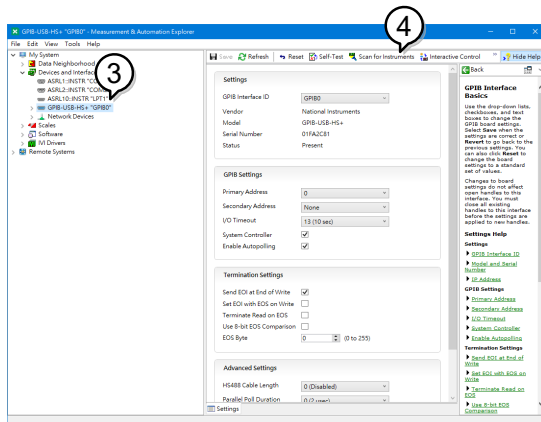 GPIB-USB-HS+ "GPIB0" - Measurement & Automation Explorer
File Edit View Tools Help
My System
Data Neighborhood
Devices and Interfac
ASRL1::INSTR "CO
ASRL2::INSTR "COM
ASRL10::INSTR "LPT1"
GPIB-USB-HS+ "GPIB0"
Network Devices
Scales
Software
IVI Drivers
Remote Systems
3
4
Save Refresh Reset Self-Test Scan for Instruments Interactive Control Hide Help
Settings
GPIB Interface ID GPIB0
Vendor National Instruments
Model GPIB-USB-HS+
Serial Number 01FA2C81
Status Present
GPIB Settings
Primary Address 0
Secondary Address None
I/O Timeout 13 (10 sec)
System Controller
Enable Autopolling
Termination Settings
Send EOI at End of Write
Set EOI with EOS on Write
Terminate Read on EOS
Use 8-bit EOS Comparison
EOS Byte 0 (0 to 255)
Advanced Settings
HS488 Cable Length 0 (Disabled)
Parallel Poll Duration 0 (2 usec)
Settings
Back
GPIB Interface
Basics
Use the drop-down lists,
checkboxes, and text
boxes to change the
GPIB board settings.
Select Save when the
settings are correct or
Revert to go back to the
previous settings. You
can also click Reset to
change the board
settings to a standard
set of values.
Changes to board
settings do not affect
open handles to this
interface. You must
close all existing
handles to this interface
before the settings are
applied to new handles.
Settings Help
Settings
GPIB Interface ID
Model and Serial
Number
IP Address
GPIB Settings
Primary Address
Secondary Address
I/O Timeout
System Controller
Enable Autopolling
Termination Settings
Send EOI at End of
Write
Set EOI with EOS on
Write
Terminate Read on
EOS
Use 8-bit EOS
Comparison